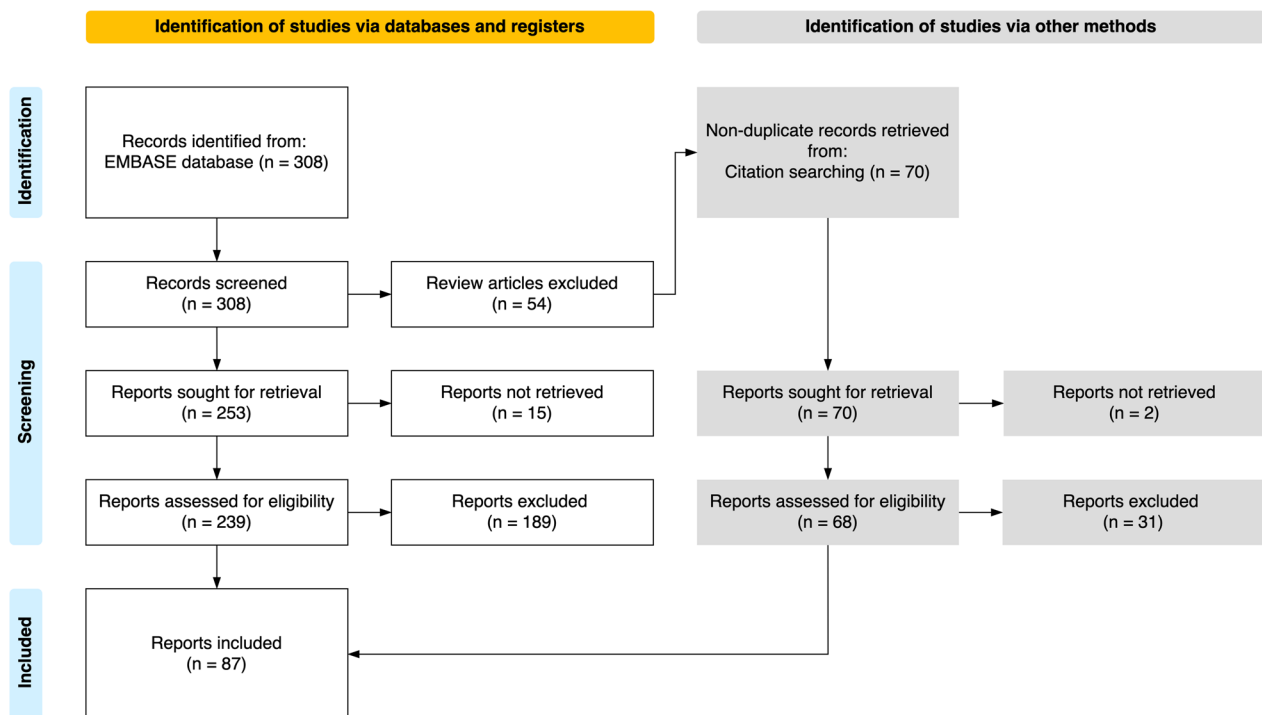 Identification of studies via databases and registers
Identification of studies via other methods
Identification
Records identified from:
EMBASE database (n = 308)
Non-duplicate records retrieved
from:
Citation searching (n = 70)
Screening
Records screened
(n = 308)
Review articles excluded
(n = 54)
Reports sought for retrieval
(n = 253)
Reports not retrieved
(n = 15)
Reports sought for retrieval
(n = 70)
Reports not retrieved
(n = 2)
Reports assessed for eligibility
(n = 239)
Reports excluded
(n = 189)
Reports assessed for eligibility
(n = 68)
Reports excluded
(n = 31)
Included
Reports included
(n = 87)